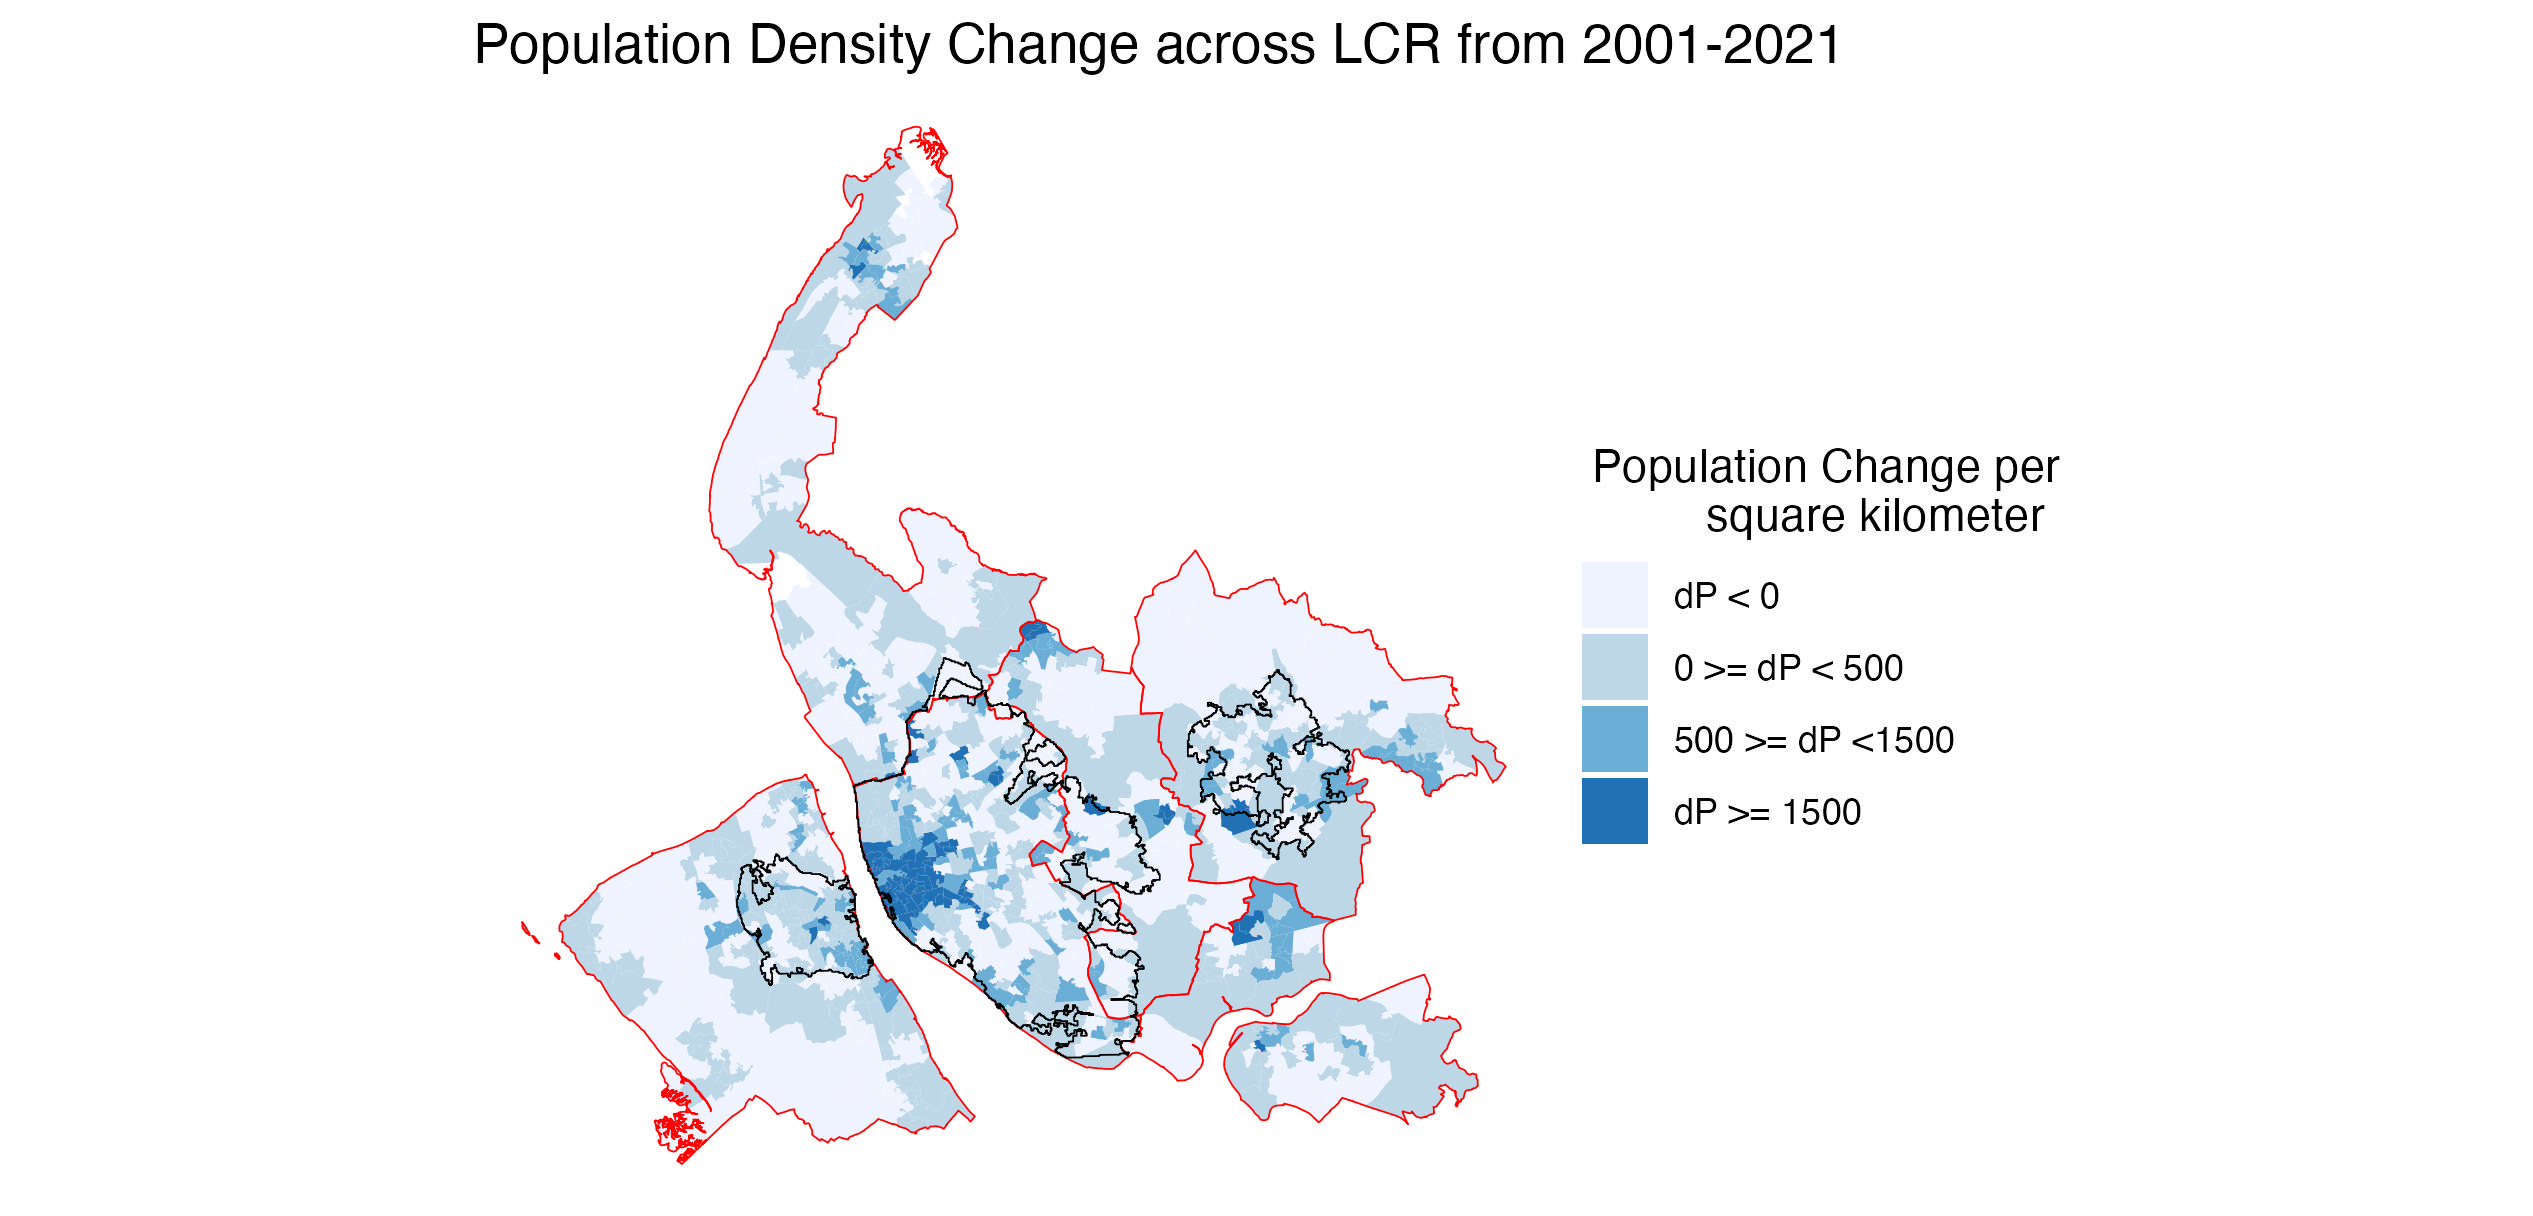 Population Density Change across LCR from 2001-2021
Population Change per
square kilometer
dP < 0
0 >= dP < 500
500 >= dP <1500
dP >= 1500